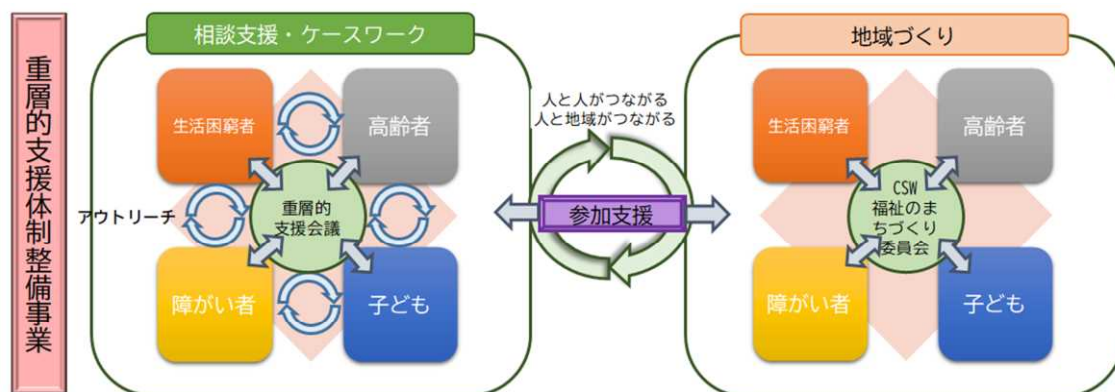 重層的支援体制整備事業
相談支援・ケースワーク
生活困窮者
高齢者
アウトリーチ
重層的
支援会議
障がい者
子ども
人と人がつながる
人と地域がつながる
参加支援
地域づくり
生活困窮者
高齢者
CSW
福祉のま
ちづくり
委員会
障がい者
子ども